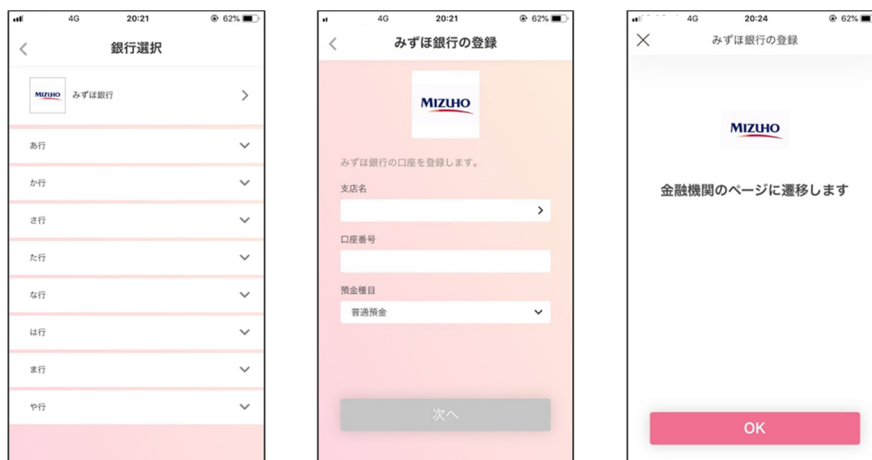 4G 20:21 62%
銀行選択
MIZUHO みずほ銀行
あ行
か行
さ行
た行
な行
は行
ま行
や行
4G 20:21 62%
みずほ銀行の登録
MIZUHO
みずほ銀行の口座を登録します。
支店名
口座番号
預金種目
普通預金
次へ
4G 20:24 62%
みずほ銀行の登録
MIZUHO
金融機関のページに遷移します
OK